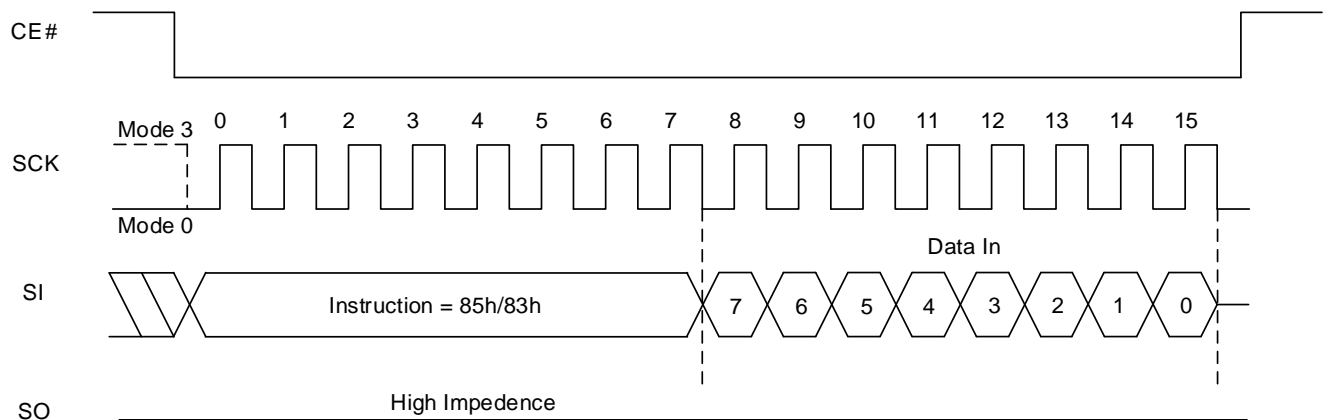 CE#
Mode 3
0 1 2 3 4 5 6 7 8 9 10 11 12 13 14 15
SCK
Mode 0
Data In
SI
Instruction = 85h/83h
7 6 5 4 3 2 1 0
High Impedence
SO